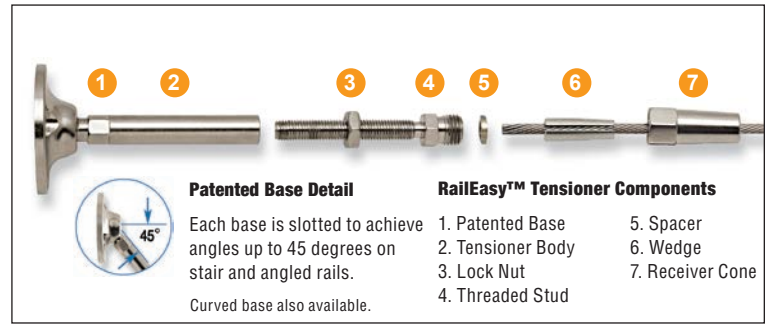 1
2
3
4
5
6
7
45°
Patented Base Detail
Each base is slotted to achieve
angles up to 45 degrees on
stair and angled rails.
Curved base also available.
RailEasy™ Tensioner Components
1. Patented Base
2. Tensioner Body
3. Lock Nut
4. Threaded Stud
5. Spacer
6. Wedge
7. Receiver Cone